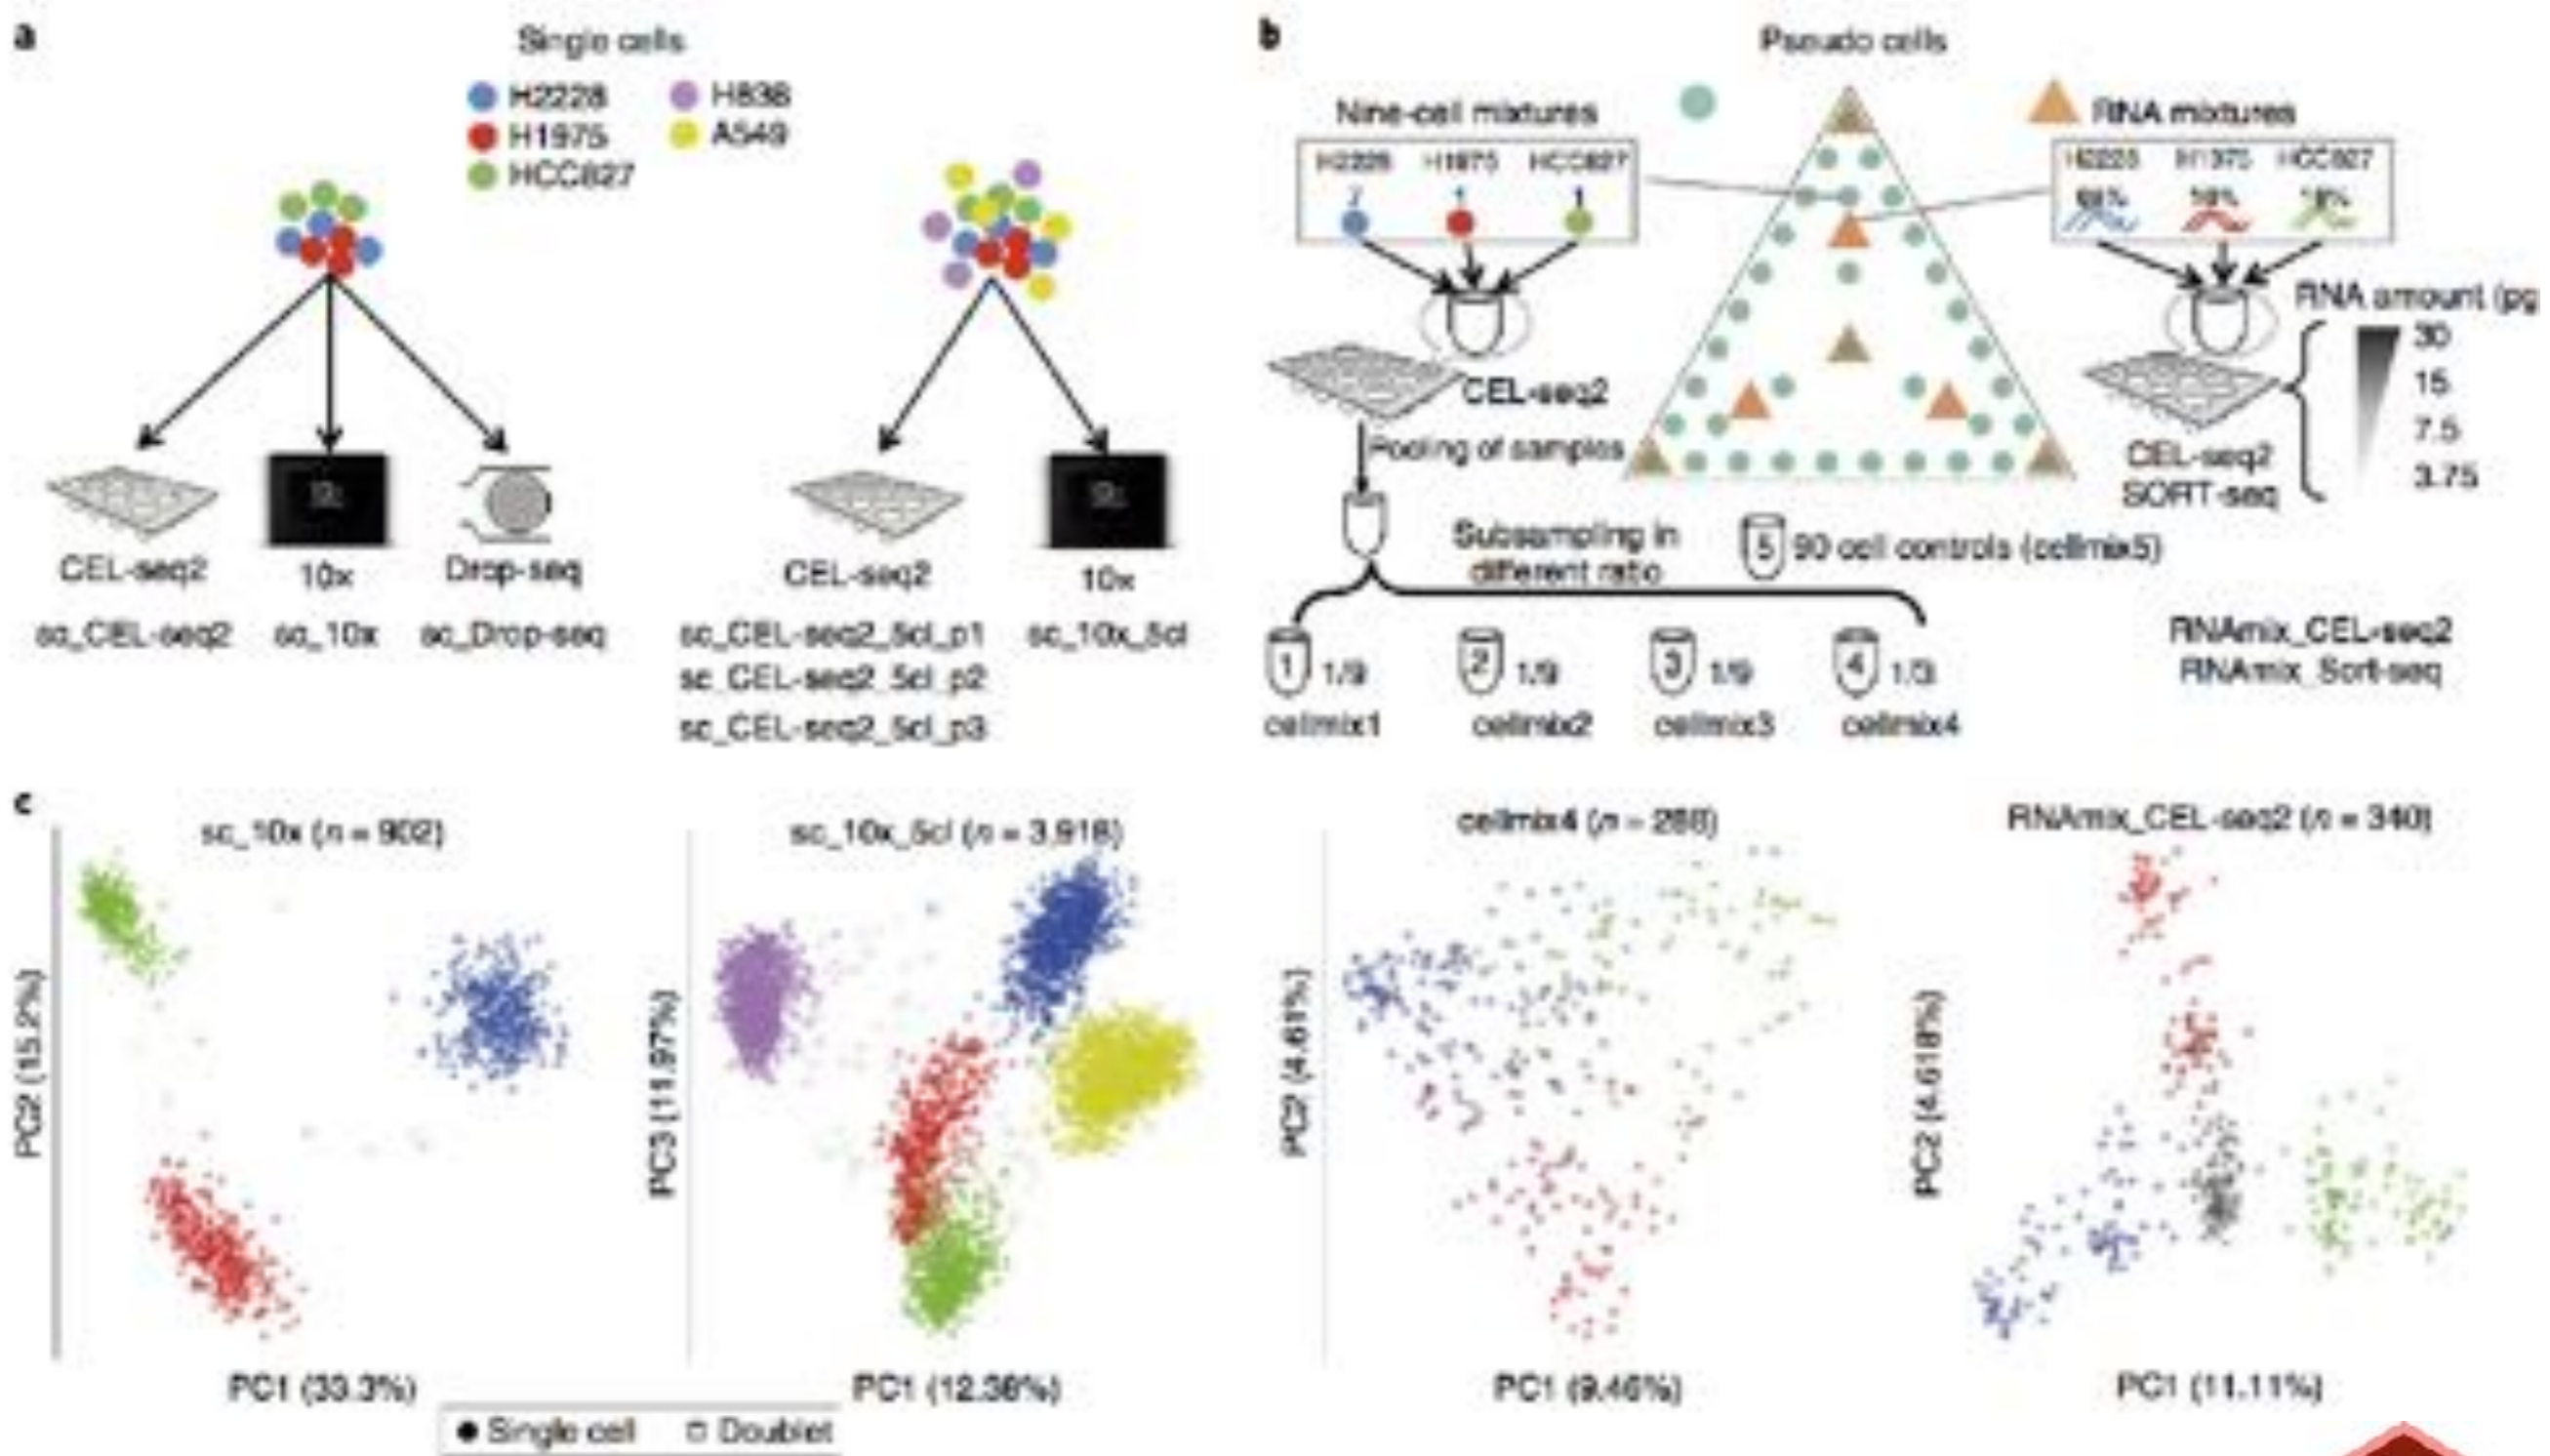 a
Single cells
H2228
H838
H1975
A549
HCC827
CEL-seq2
10x
Drop-seq
CEL-seq2
10x
sc_CEL-seq2
sc_10x
sc_Drop-seq
sc_CEL-seq2_5cl_p1
sc_10x_5cl
sc_CEL-seq2_5cl_p2
sc_CEL-seq2_5cl_p3
b
Pseudo cells
Nine-cell mixtures
RNA mixtures
H2228 H1975 HCC827
7 1 1
H2228 H1975 HCC827
CEL-seq2
Pooling of samples
RNA amount (pg
30
15
7.5
3.75
CEL-seq2
SORT-seq
Subsampling in
different ratio
5 90 cell controls (cellmix5)
1 1/9
2 1/9
3 1/9
4 1/3
cellmix1
cellmix2
cellmix3
cellmix4
RNAmix_CEL-seq2
RNAmix_Sort-seq
c
sc_10x (n = 902)
PC2 (15.2%)
PC1 (33.3%)
sc_10x_5cl (n = 3,918)
PC3 (11.97%)
PC1 (12.38%)
cellmix4 (n = 268)
PC2 (4.61%)
PC1 (9.46%)
RNAmix_CEL-seq2 (n = 340)
PC2 (4.618%)
PC1 (11.11%)
Single cell
Doublet